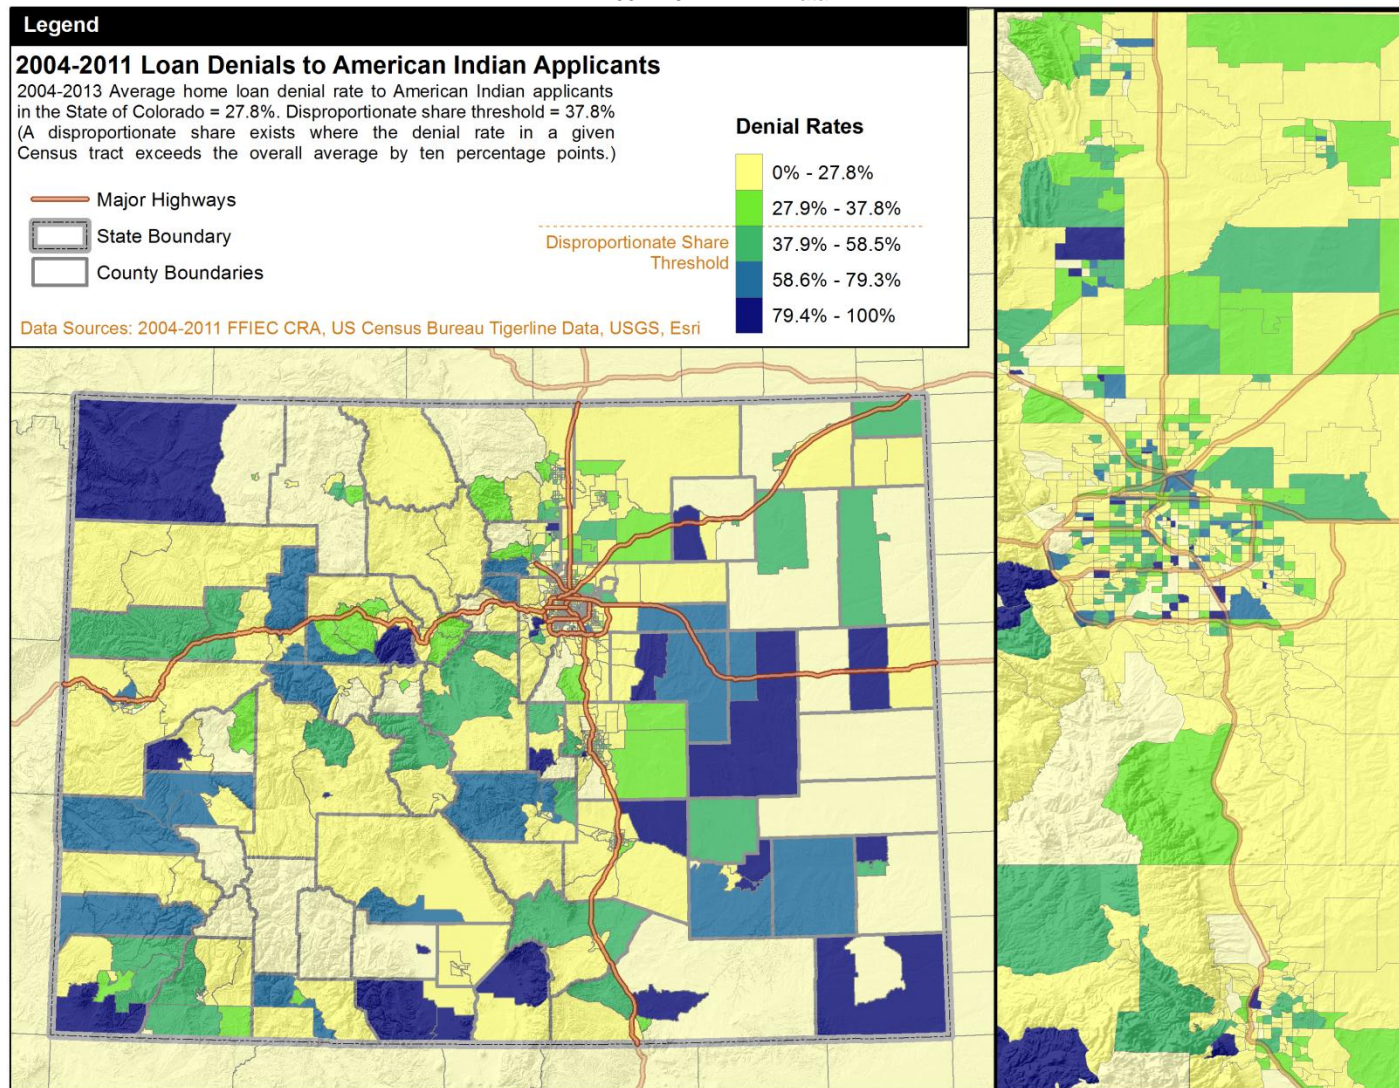 Legend
2004-2011 Loan Denials to American Indian Applicants
2004-2013 Average home loan denial rate to American Indian applicants
in the State of Colorado = 27.8%. Disproportionate share threshold = 37.8%
(A disproportionate share exists where the denial rate in a given
Census tract exceeds the overall average by ten percentage points.)
Major Highways
State Boundary
County Boundaries
Denial Rates
0% - 27.8%
27.9% - 37.8%
Disproportionate Share
Threshold
37.9% - 58.5%
58.6% - 79.3%
79.4% - 100%
Data Sources: 2004-2011 FFIEC CRA, US Census Bureau Tigerline Data, USGS, Esri